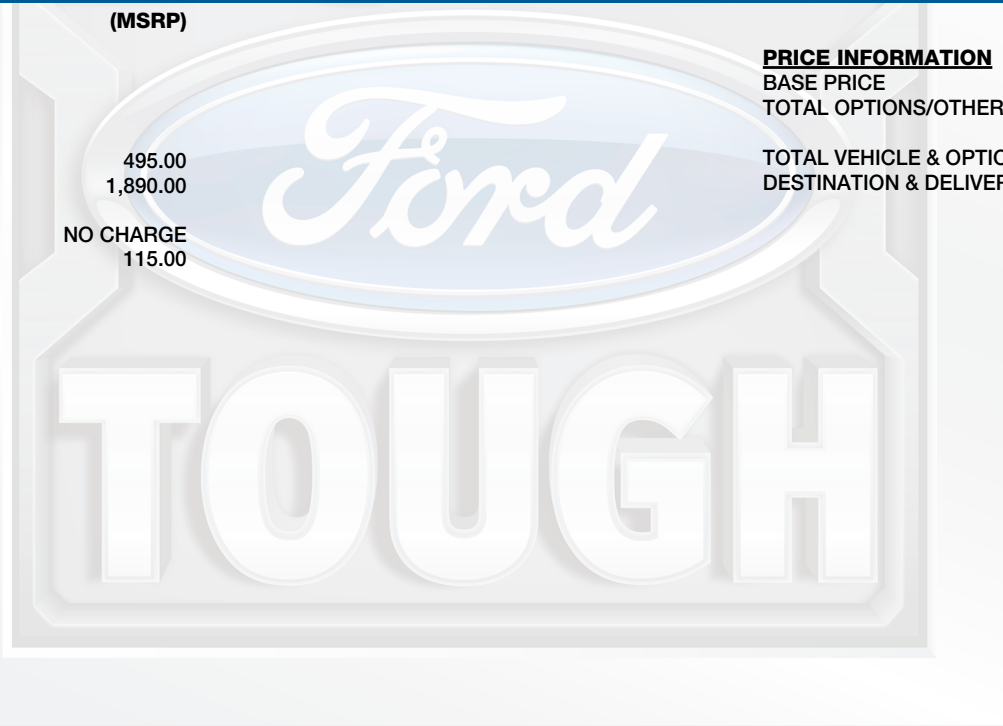 (MSRP)
495.00
1,890.00
NO CHARGE
115.00
PRICE INFORMATION
BASE PRICE
TOTAL OPTIONS/OTHER
TOTAL VEHICLE & OPTIO
DESTINATION & DELIVER
Ford
TOUGH